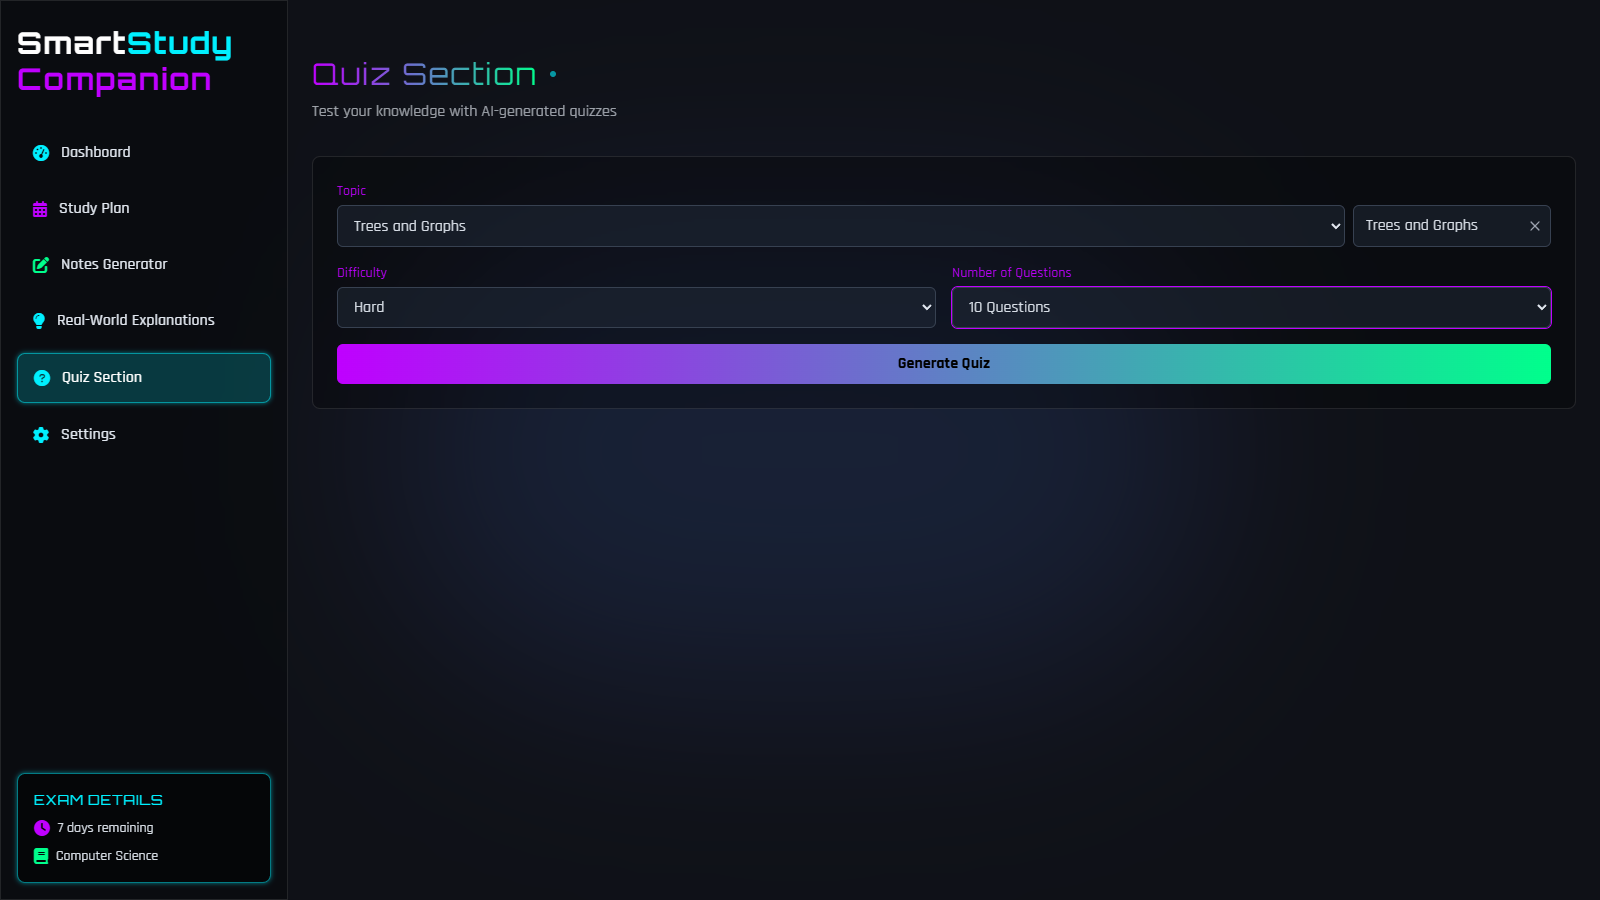 SmartStudy
Companion
Dashboard
Study Plan
Notes Generator
Real-World Explanations
Quiz Section
Settings
EXAM DETAILS
7 days remaining
Computer Science
Quiz Section
Test your knowledge with AI-generated quizzes
Topic
Trees and Graphs
Trees and Graphs
Difficulty
Number of Questions
Hard
10 Questions
Generate Quiz